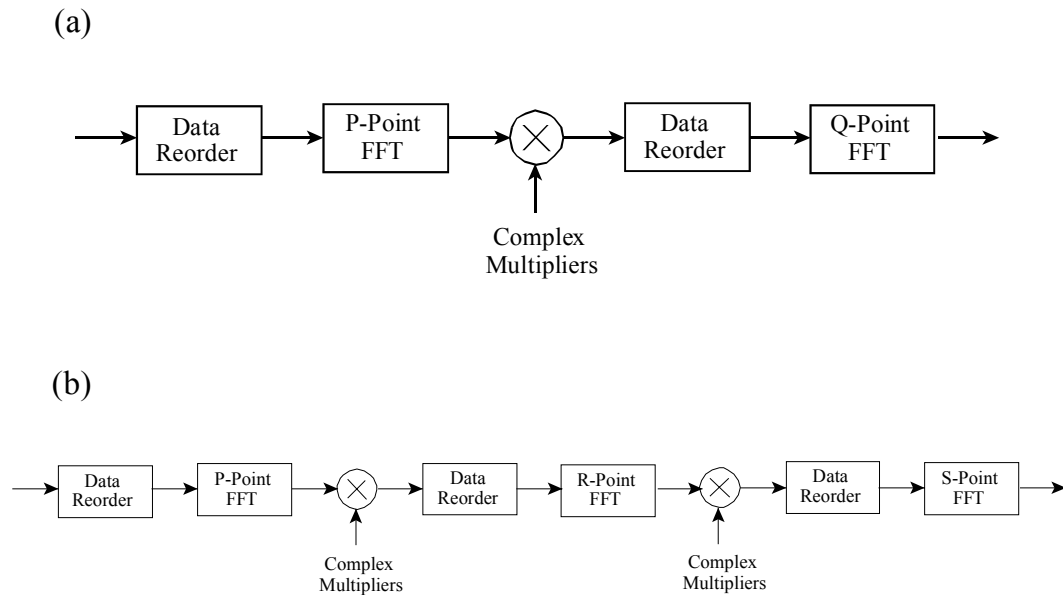 (a)
Data
Reorder
P-Point
FFT
Data
Reorder
Q-Point
FFT
Complex
Multipliers
(b)
Data
Reorder
P-Point
FFT
Data
Reorder
R-Point
FFT
Data
Reorder
S-Point
FFT
Complex
Multipliers
Complex
Multipliers